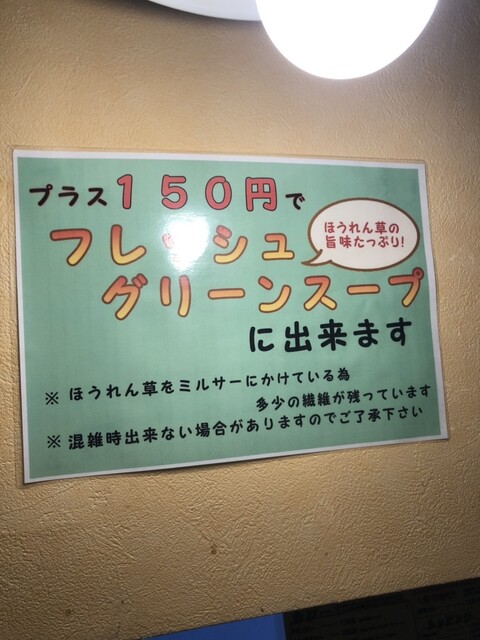 プラス１５０円で
フレッシュ
ほうれん草の
旨味たっぷり!
グリーンスープ
に出来ます
※ ほうれん草をミルサーにかけている為
多少の繊維が残っています
※ 混雑時出来ない場合がありますのでご了承下さい